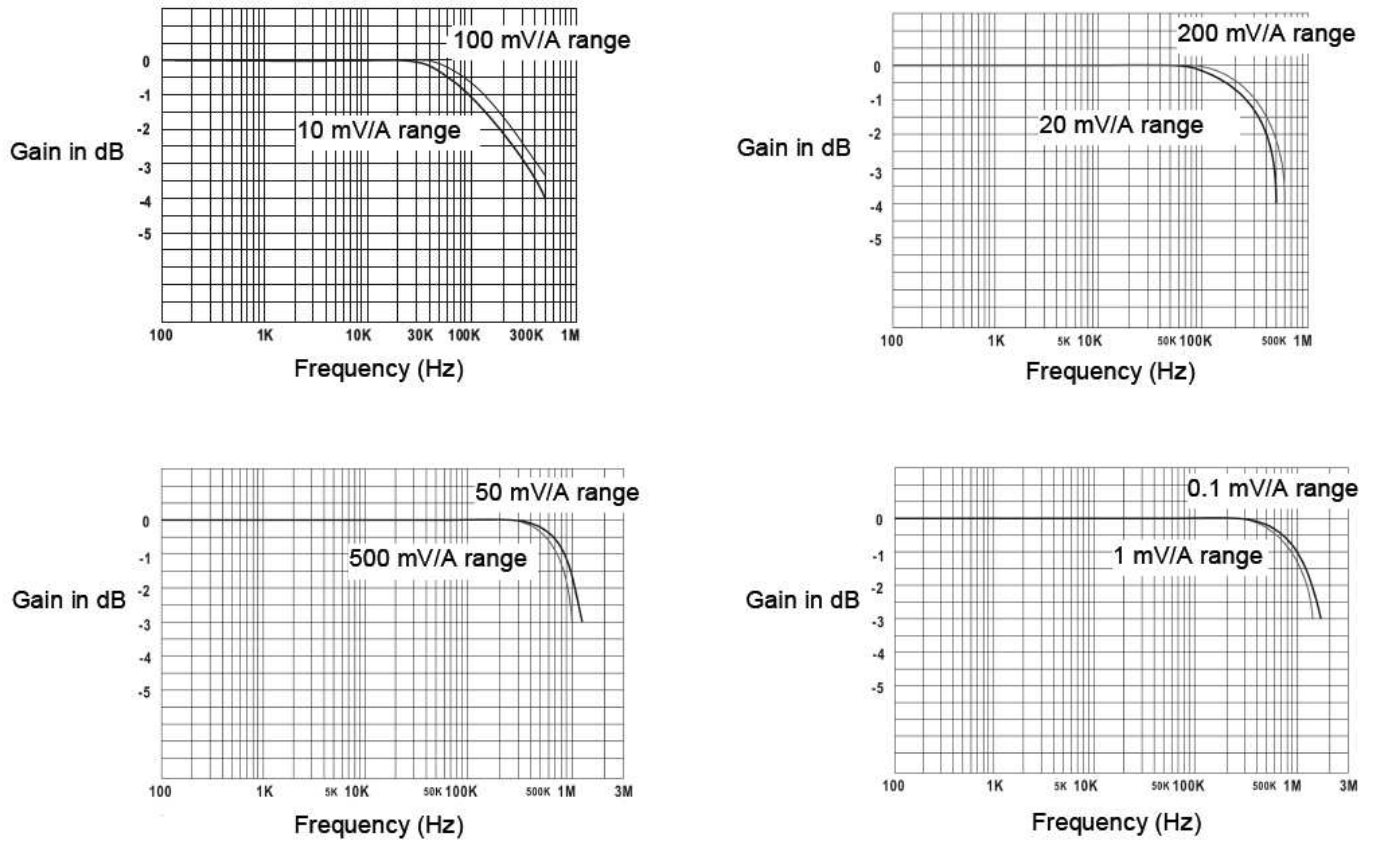 100 mV/A range
0
-1
10 mV/A range
-2
Gain in dB
-3
-4
-5
100 1K 10K 30K 100K 300K 1M
Frequency (Hz)
200 mV/A range
0
-1
20 mV/A range
-2
Gain in dB
-3
-4
-5
100 1K 5K 10K 50K 100K 500K 1M
Frequency (Hz)
50 mV/A range
0
500 mV/A range
-1
-2
Gain in dB
-3
-4
-5
100 1K 5K 10K 50K 100K 500K 1M 3M
Frequency (Hz)
0.1 mV/A range
0
1 mV/A range
-1
-2
Gain in dB
-3
-4
-5
100 1K 5K 10K 50K 100K 500K 1M 3M
Frequency (Hz)